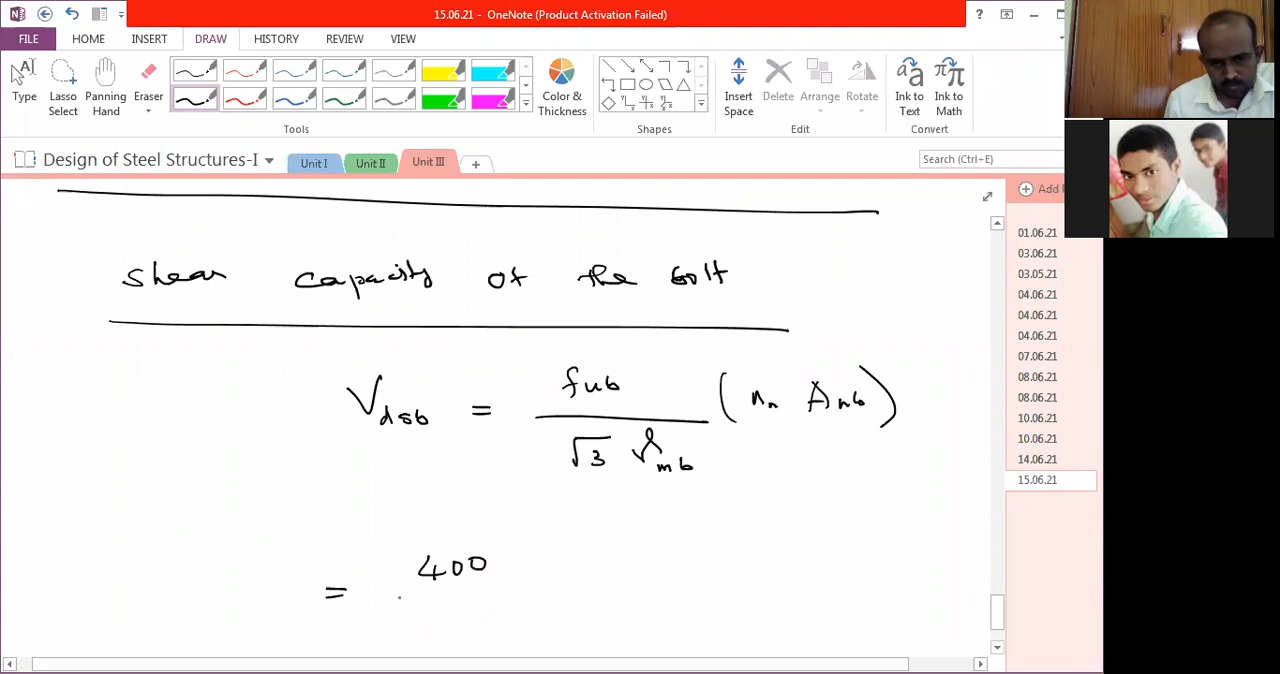 15.06.21 - OneNote (Product Activation Failed)
FILE HOME INSERT DRAW HISTORY REVIEW VIEW
Type Lasso Select Panning Hand Eraser Color & Thickness Insert Space Delete Arrange Rotate Ink to Text Ink to Math
Tools Shapes Edit Convert
Design of Steel Structures-I Unit I Unit II Unit III Search (Ctrl+E)
Add
01.06.21
03.06.21
03.05.21
04.06.21
04.06.21
04.06.21
07.06.21
08.06.21
08.06.21
10.06.21
10.06.21
14.06.21
15.06.21
Shear capacity of the bolt
V_dsb = fub / √3 γ_mb (n_n A_nb)
= 400